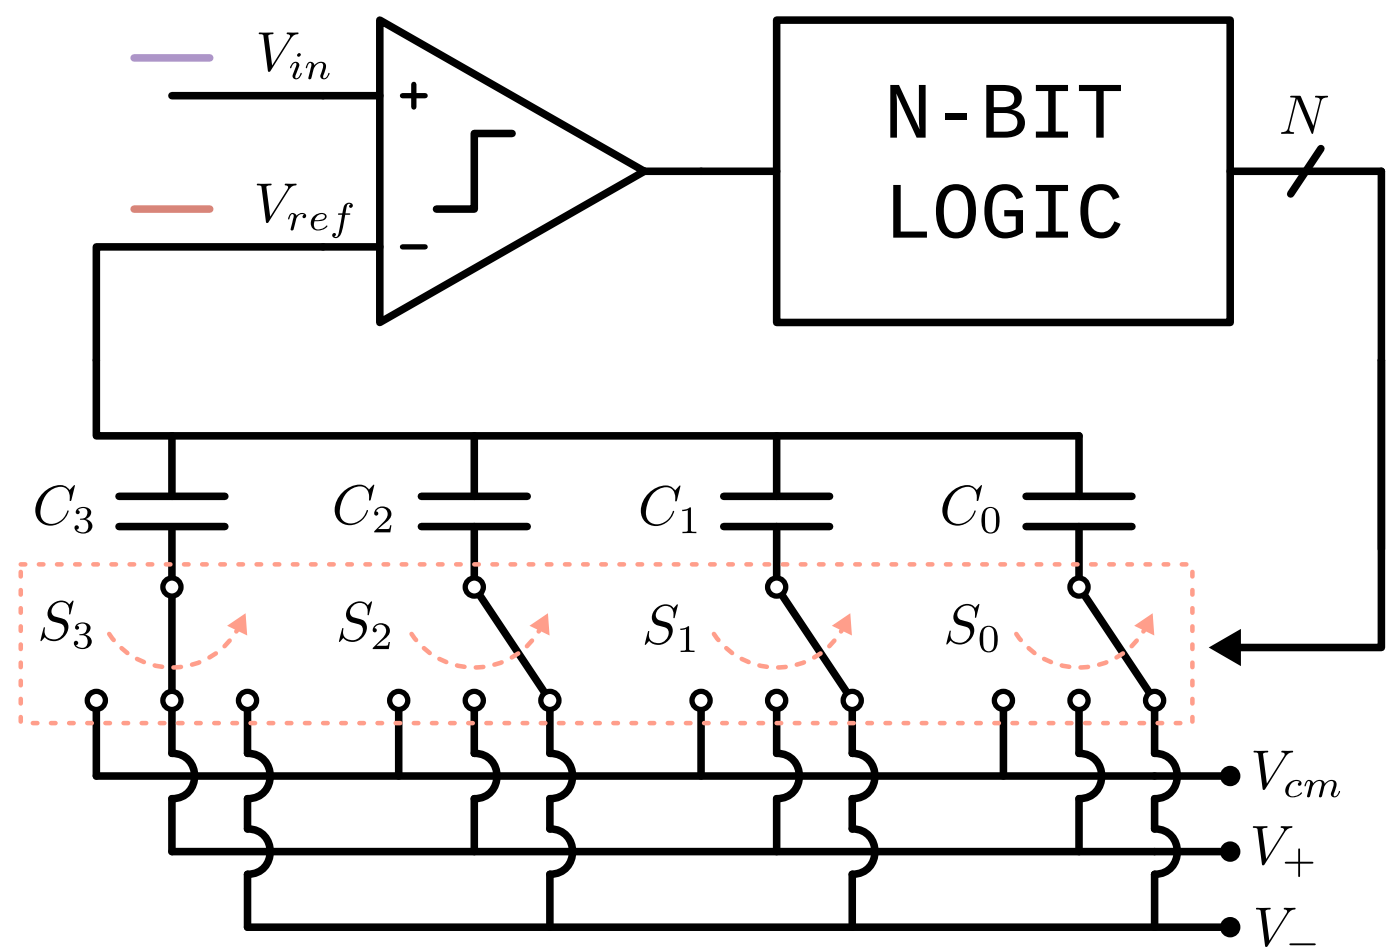 V_in
+
V_ref
−
N-BIT
LOGIC
N
C_3 C_2 C_1 C_0
S_3 S_2 S_1 S_0
V_cm
V_+
V_−